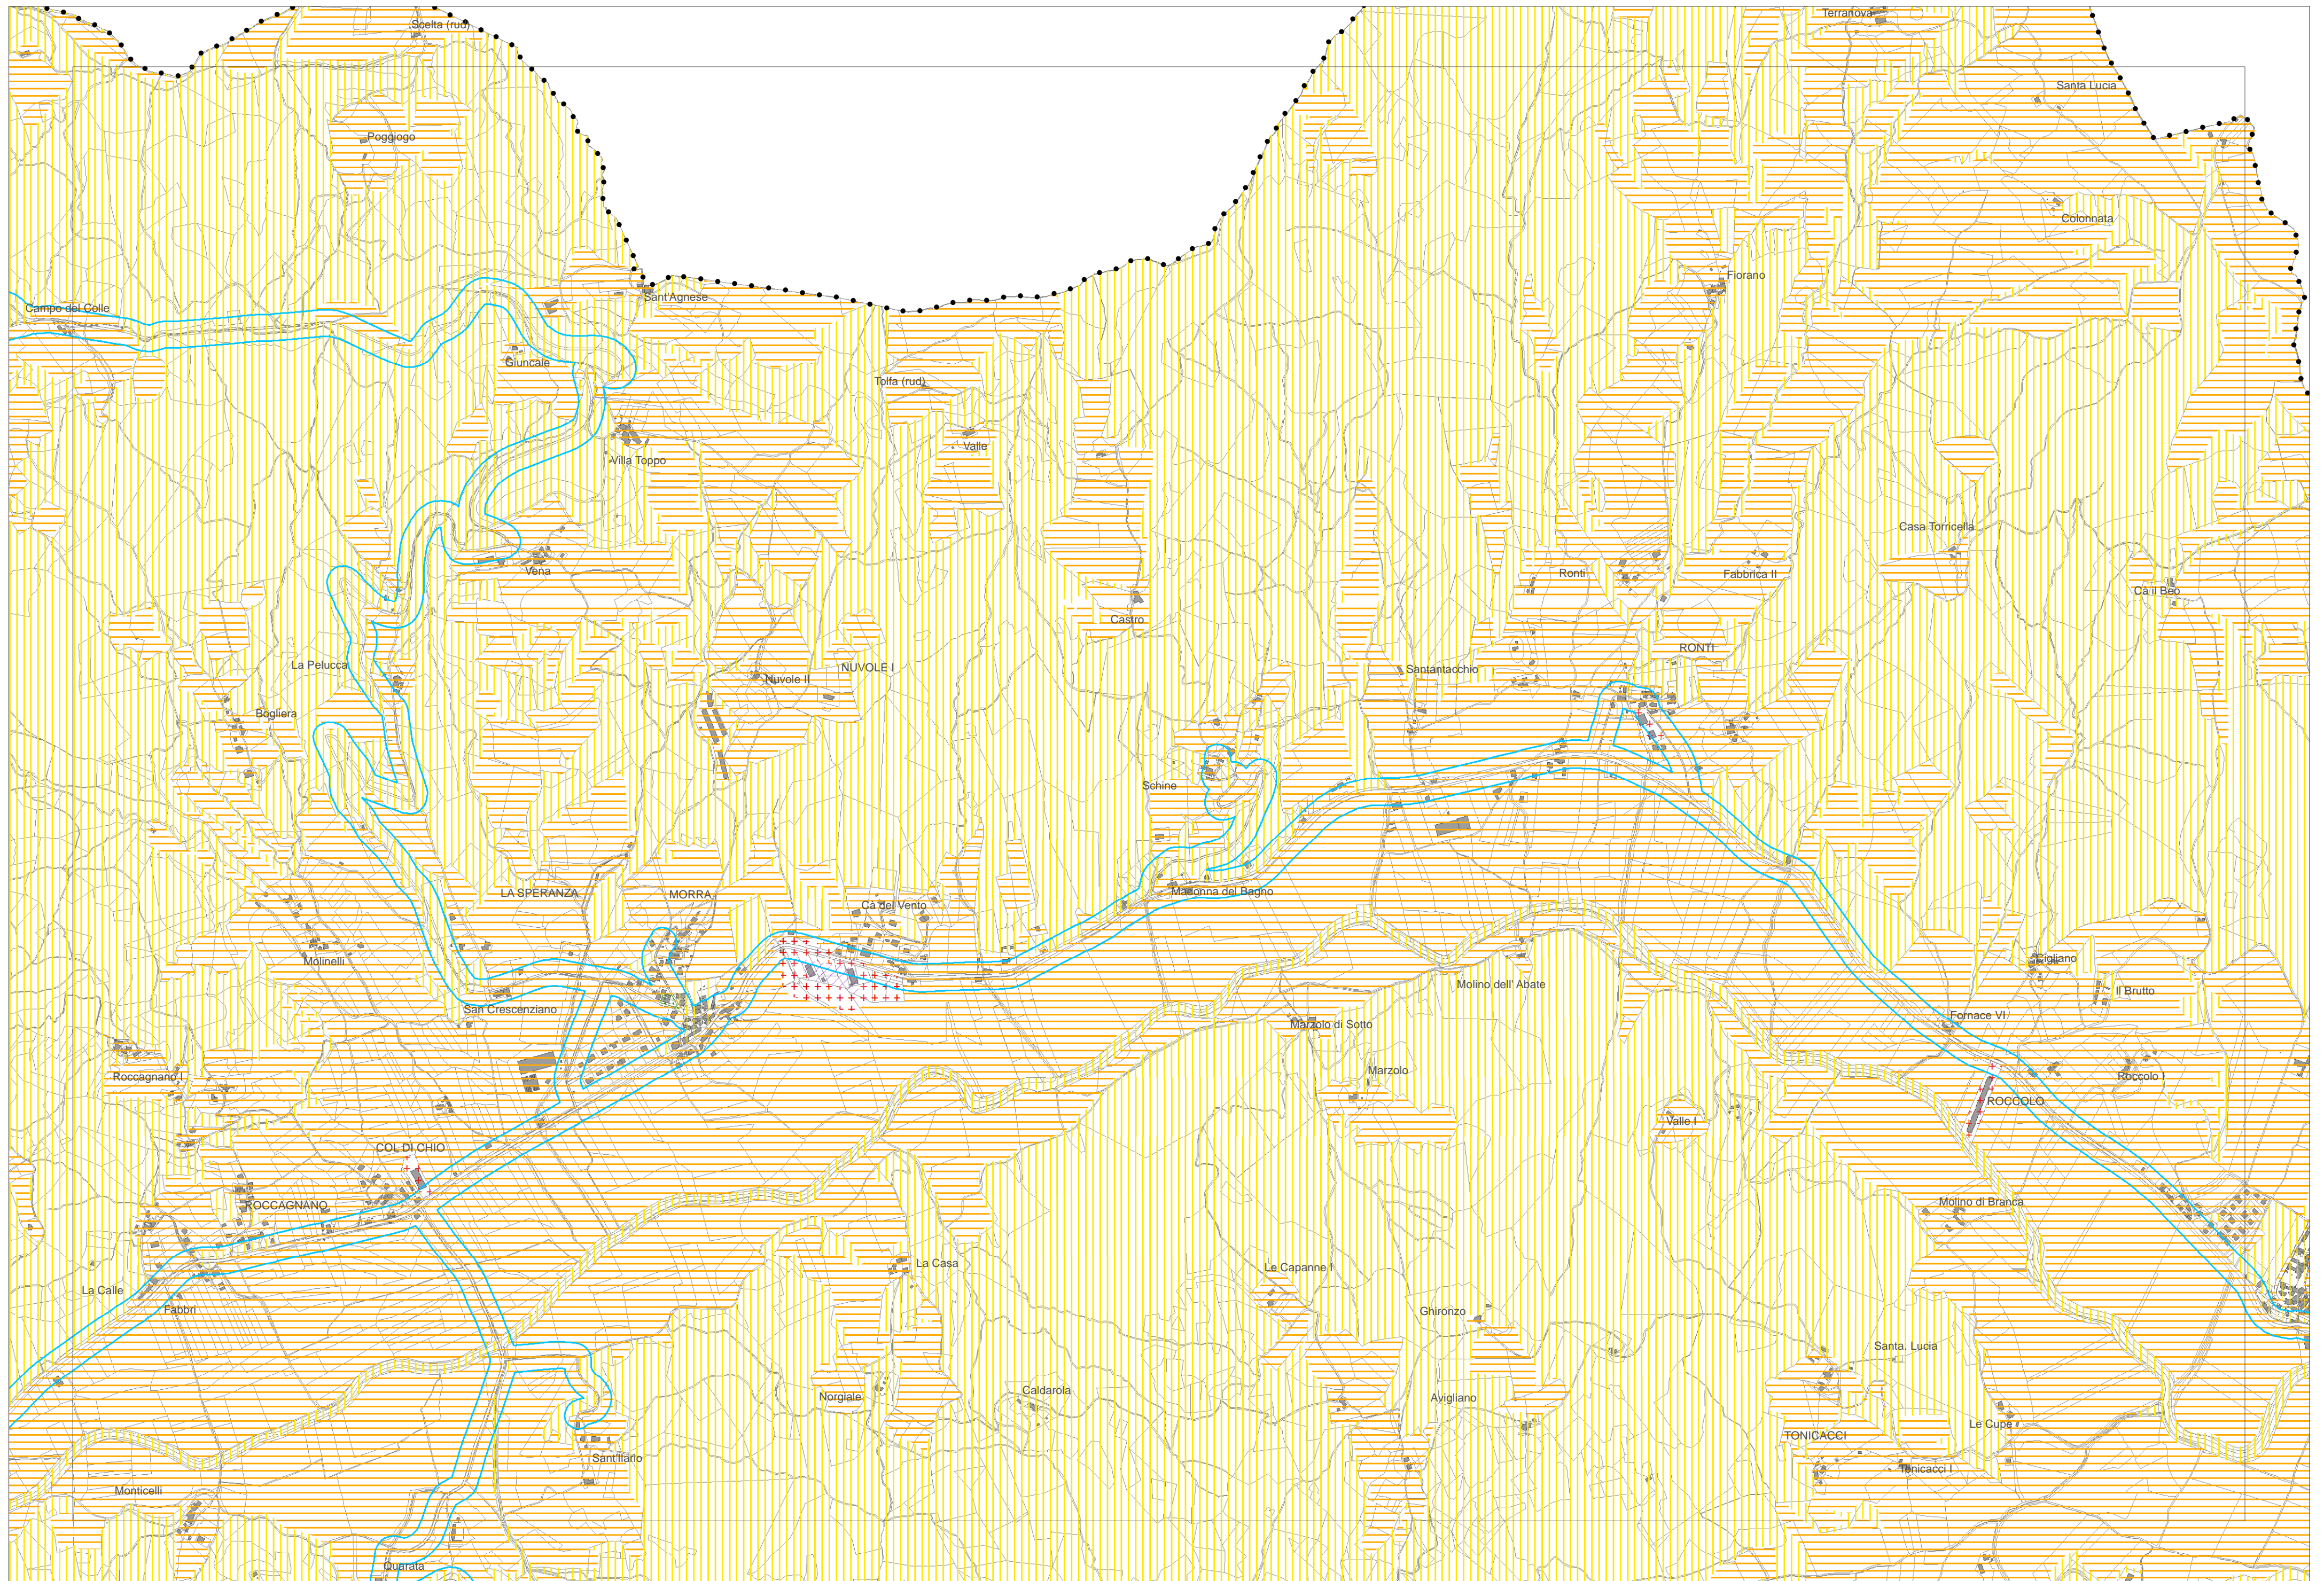 Terranova
Scelta (rud)
Santa Lucia
Poggiogo
Colonnata
Fiorano
Sant'Agnese
Campo del Colle
Giuncaie
Tolfa (rud)
Valle
Villa Toppo
Casa Torricella
Vena
Ronti
Fabbrica II
Cà il Beo
Castro
RONTI
La Pelucca
NUVOLE I
Santantacchio
Nuvole II
Bogliera
Schine
LA SPERANZA
MORRA
Madonna del Bagno
Cà del Vento
Molinelli
Cigliano
Molino dell' Abate
Il Brutto
San Crescenziano
Fornace VI
Marzolo di Sotto
Marzolo
Roccagnano I
Roccolo I
ROCCOLO
Valle I
COL DI CHIO
Molino di Branca
ROCCAGNANO
La Casa
Le Capanne I
La Calle
Fabbri
Ghironzo
Santa. Lucia
Caldarola
Norgiale
Avigliano
Le Cupe
TONICACCI
Sant'Ilario
Tonicacci I
Monticelli
Quarata